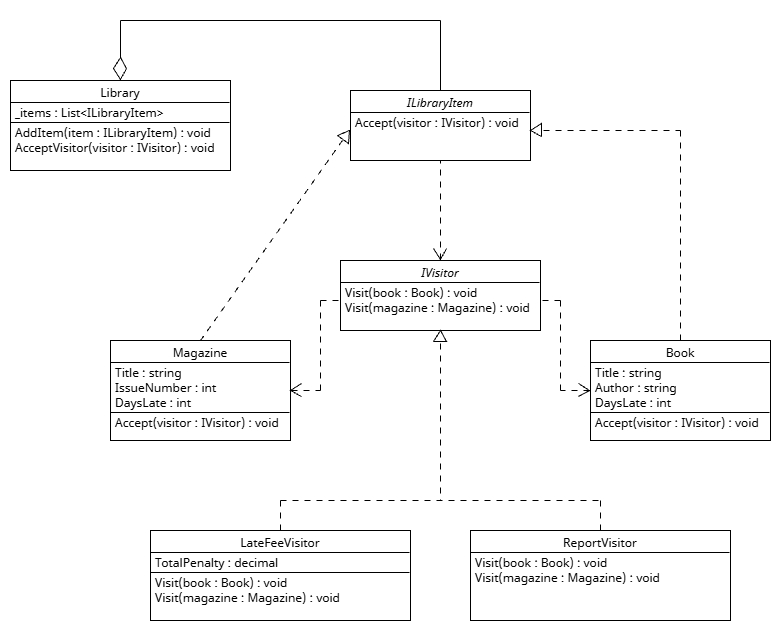 Library
_items : List<ILibraryItem>
AddItem(item : ILibraryItem) : void
AcceptVisitor(visitor : IVisitor) : void
ILibraryItem
Accept(visitor : IVisitor) : void
IVisitor
Visit(book : Book) : void
Visit(magazine : Magazine) : void
Magazine
Title : string
IssueNumber : int
DaysLate : int
Accept(visitor : IVisitor) : void
Book
Title : string
Author : string
DaysLate : int
Accept(visitor : IVisitor) : void
LateFeeVisitor
TotalPenalty : decimal
Visit(book : Book) : void
Visit(magazine : Magazine) : void
ReportVisitor
Visit(book : Book) : void
Visit(magazine : Magazine) : void